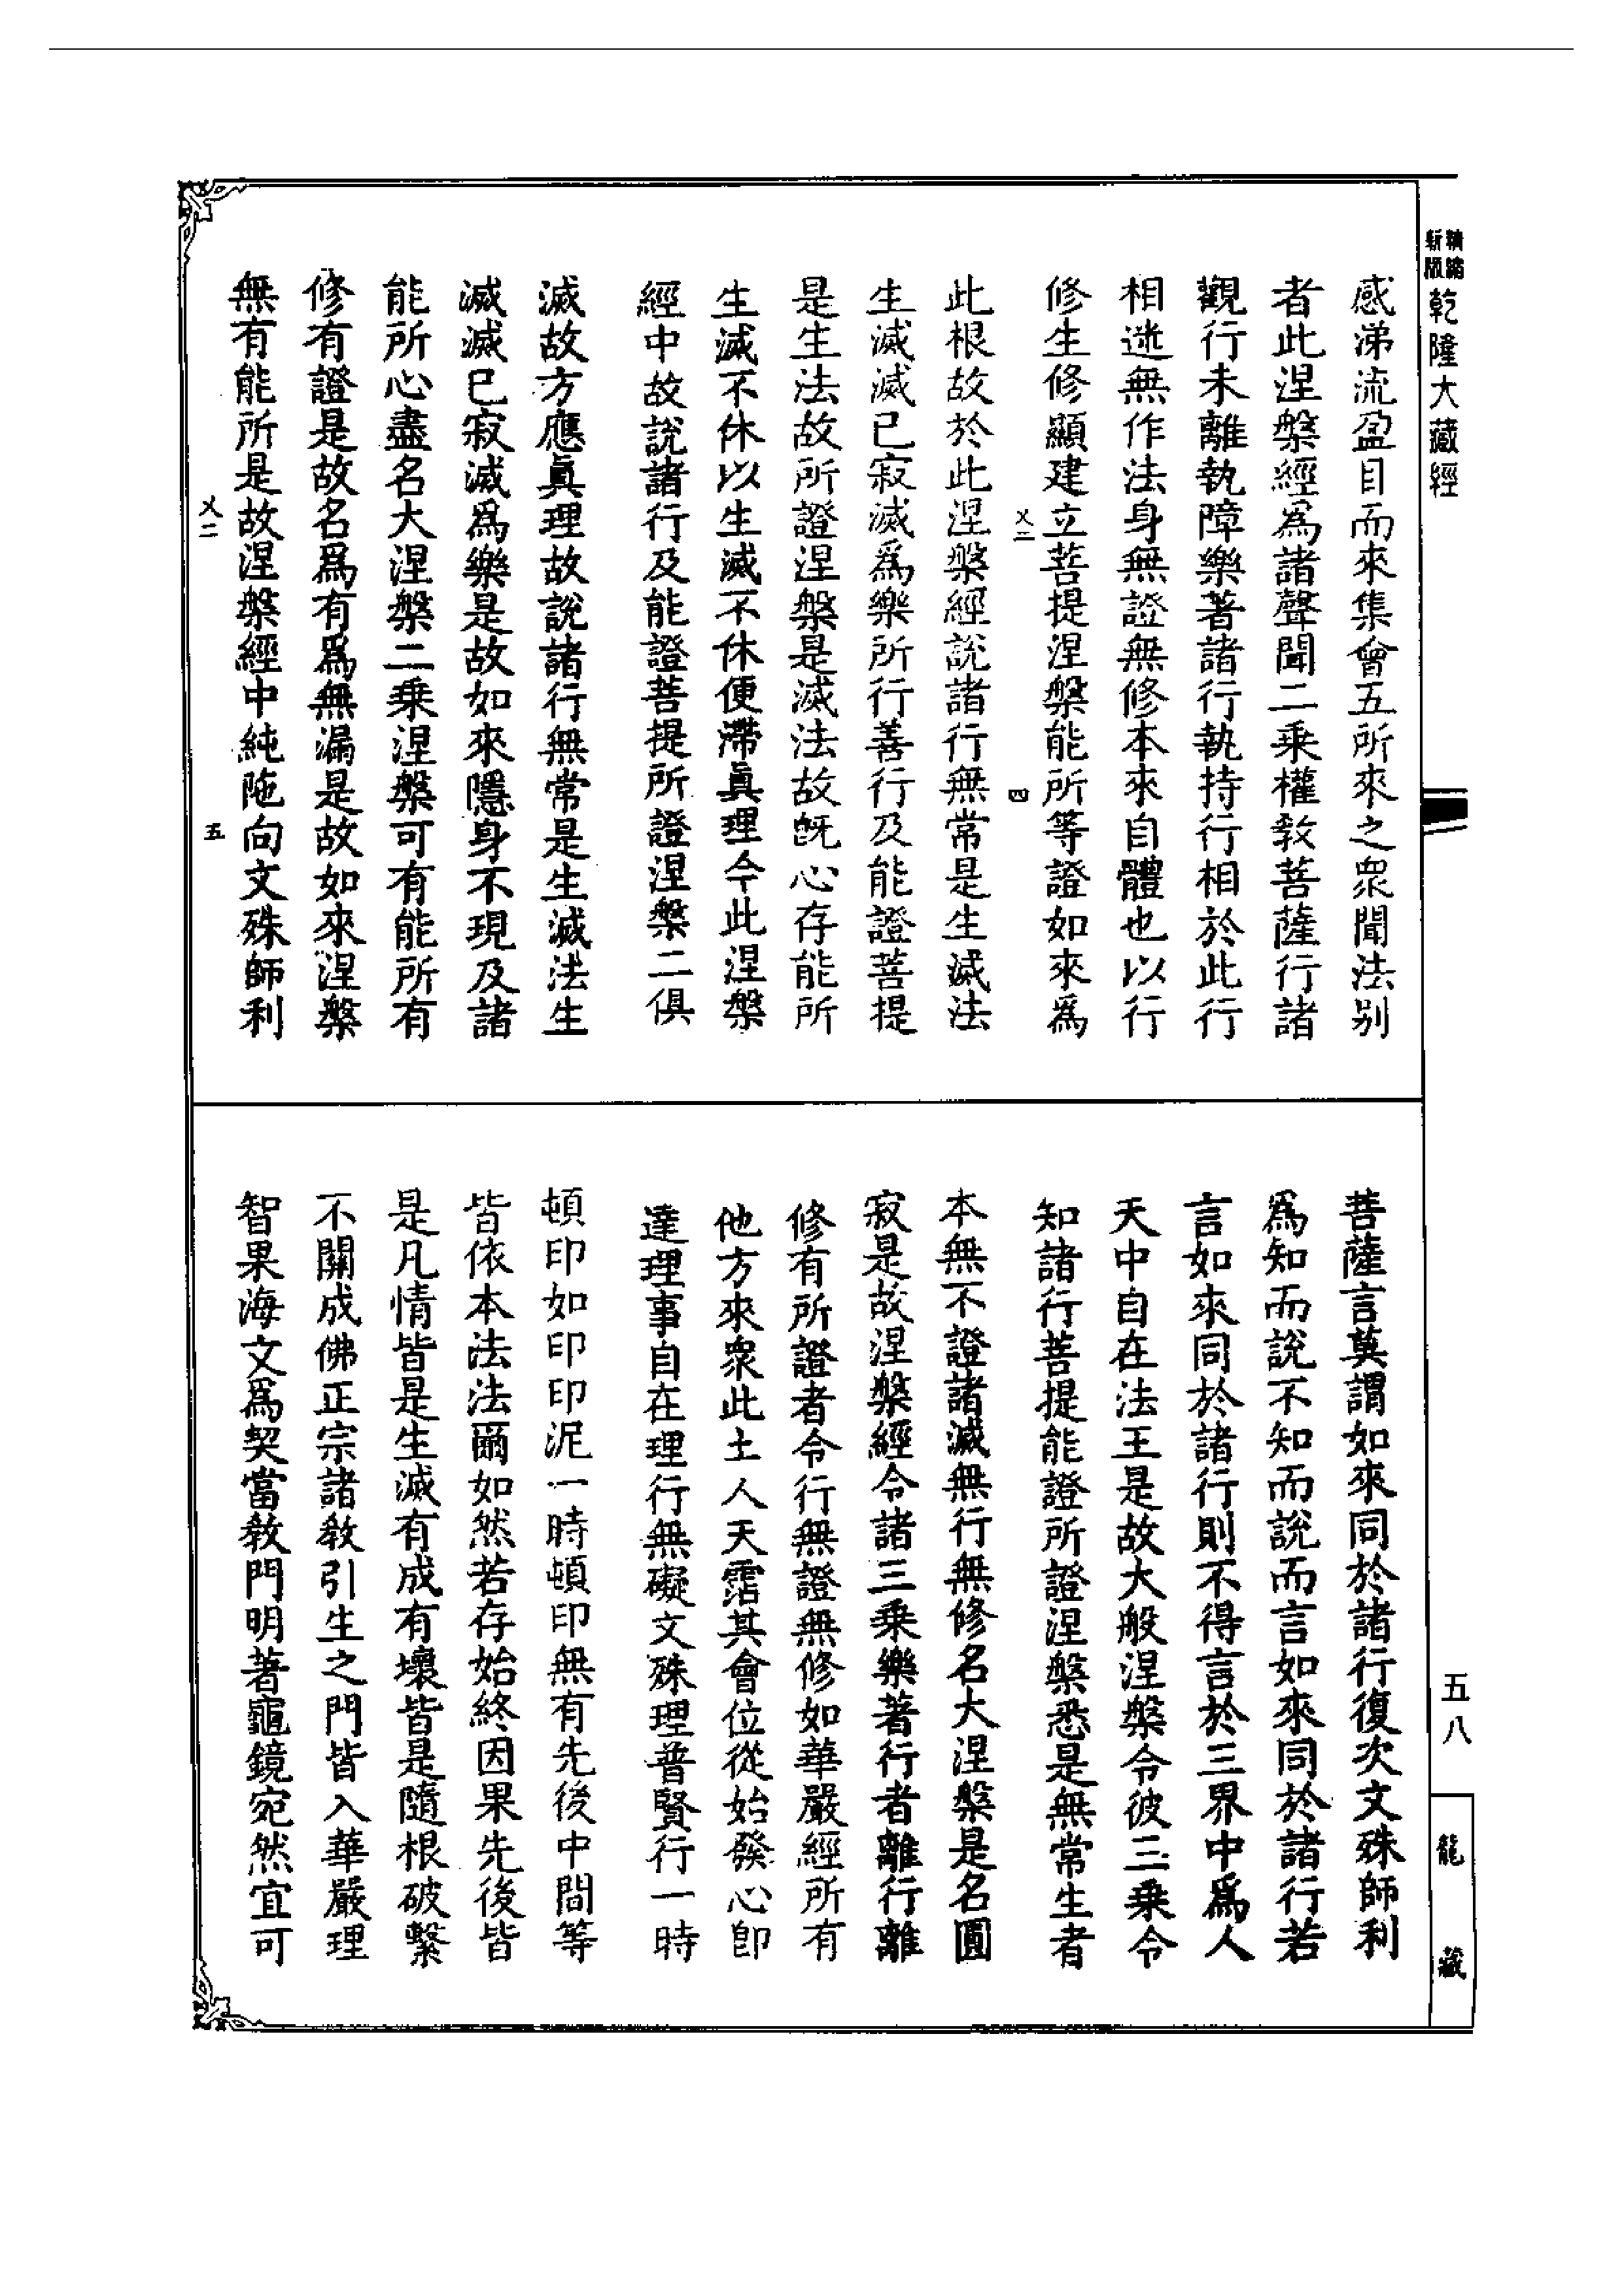 精縮新版乾隆大藏經
感涕流盈目而來集會五所來之衆聞法别
者此涅槃經爲諸聲聞二乘權教菩薩行諸
觀行未離執障樂著諸行執持行相於此行
相迷無作法身無證無修本來自體也以行
修生修顯建立菩提涅槃能所等證如來爲
乂二 四
此根故於此涅槃經說諸行無常是生滅法
生滅滅已寂滅爲樂所行善行及能證菩提
是生法故所證涅槃是滅法故旣心存能所
生滅不休以生滅不休便滯眞理今此涅槃
經中故說諸行及能證菩提所證涅槃二俱
滅故方應眞理故說諸行無常是生滅法生
滅滅已寂滅爲樂是故如來隱身不現及諸
能所心盡名大涅槃二乘涅槃可有能所有
修有證是故名爲有爲無漏是故如來涅槃
無有能所是故涅槃經中純陁向文殊師利
乂二 五
菩薩言莫謂如來同於諸行復次文殊師利
爲知而說不知而說而言如來同於諸行若
言如來同於諸行則不得言於三界中爲人
天中自在法王是故大般涅槃令彼三乘令
知諸行菩提能證所證涅槃悉是無常生者
本無不證諸滅無行無修名大涅槃是名圓
寂是故涅槃經令諸三乘樂著行者離行離
修有所證者令行無證無修如華嚴經所有
他方來衆此土人天霑其會位從始發心卽
達理事自在理行無礙文殊理普賢行一時
頓印如印印泥一時頓印無有先後中間等
皆依本法法爾如然若存始終因果先後皆
是凡情皆是生滅有成有壞皆是隨根破繫
不關成佛正宗諸教引生之門皆入華嚴理
智果海文爲契當教門明著龜鏡宛然宜可
五八
龍藏